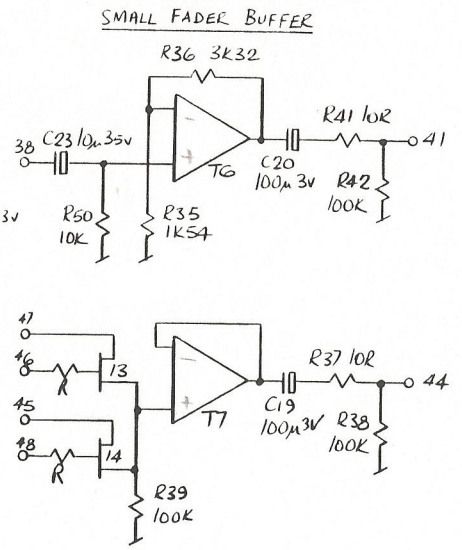 SMALL FADER BUFFER
R36 3K32
38
C23 10µ 35v
-
+
T6
C20
100µ 3v
R41 10R
41
R42
100K
3v
R50
10K
R35
1K54
47
46
R
13
45
48
R
14
-
+
T7
C19
100µ 3V
R37 10R
44
R38
100K
R39
100K